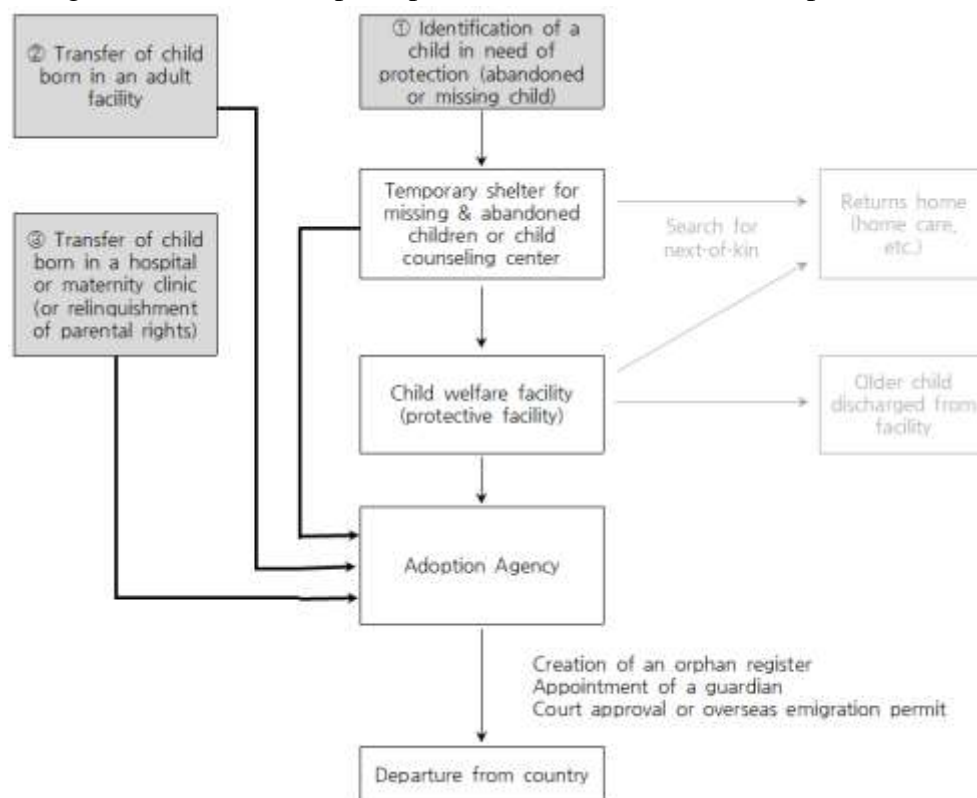 ② Transfer of child
born in an adult
facility
① Identification of a
child in need of
protection (abandoned
or missing child)
Temporary shelter for
missing & abandoned
children or child
counseling center
Search for
next-of-kin
Returns home
(home care,
etc.)
③ Transfer of child
born in a hospital
or maternity clinic
(or relinquishment
of parental rights)
Child welfare facility
(protective facility)
Older child
discharged from
facility
Adoption Agency
Creation of an orphan register
Appointment of a guardian
Court approval or overseas emigration permit
Departure from country